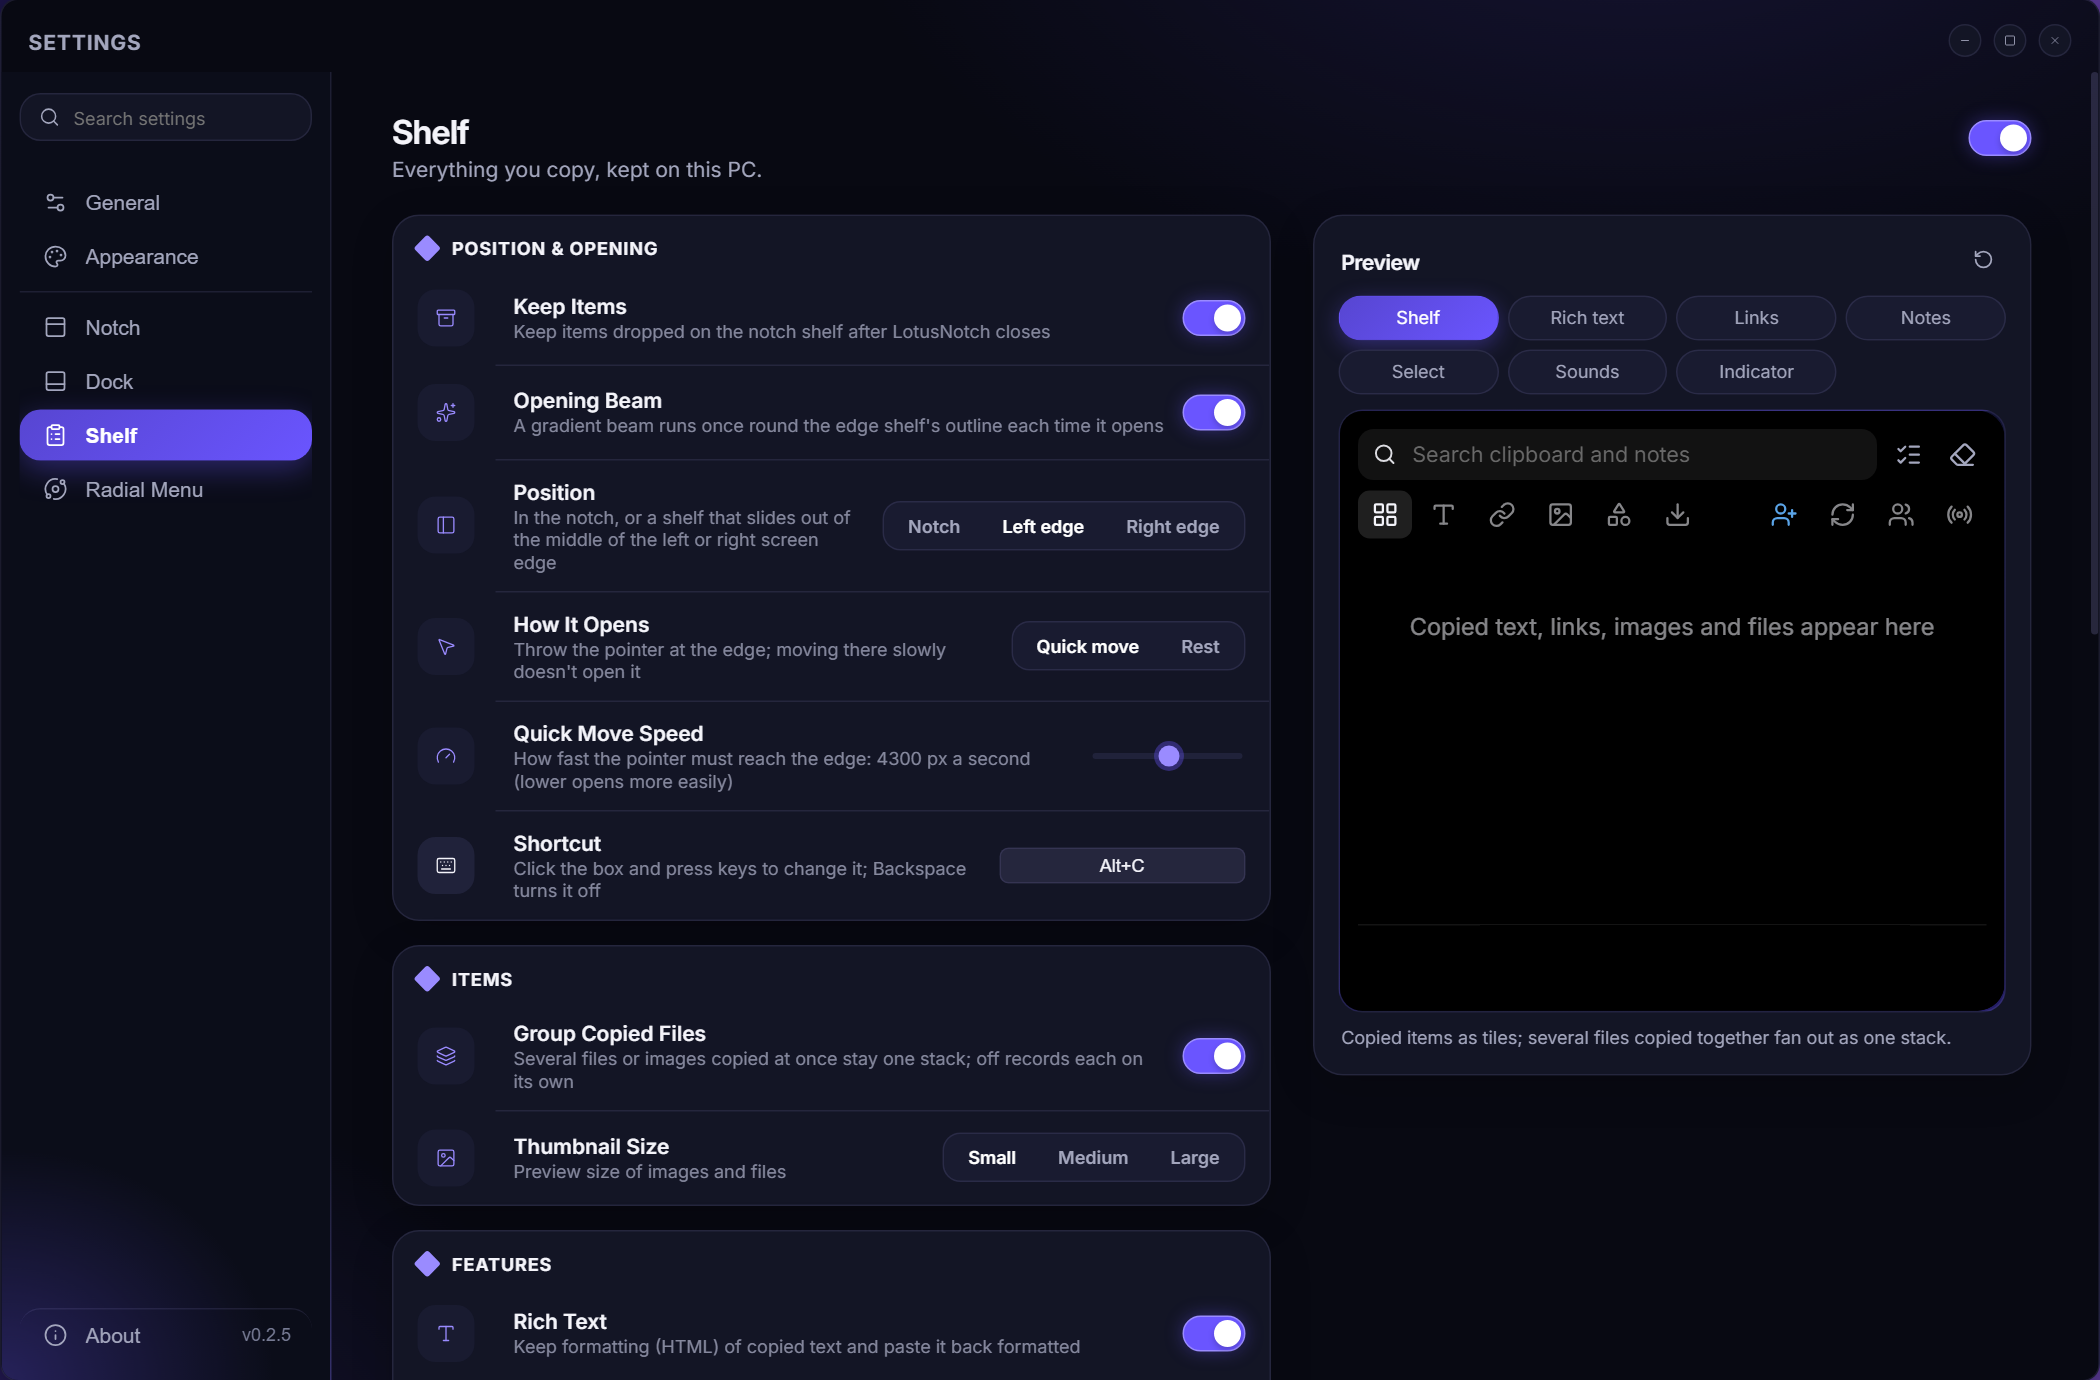 SETTINGS
Search settings
General
Appearance
Notch
Dock
Shelf
Radial Menu
About
v0.2.5
Shelf
Everything you copy, kept on this PC.
POSITION & OPENING
Keep Items
Keep items dropped on the notch shelf after LotusNotch closes
Opening Beam
A gradient beam runs once round the edge shelf's outline each time it opens
Position
In the notch, or a shelf that slides out of
the middle of the left or right screen
edge
Notch
Left edge
Right edge
How It Opens
Throw the pointer at the edge; moving there slowly
doesn't open it
Quick move
Rest
Quick Move Speed
How fast the pointer must reach the edge: 4300 px a second
(lower opens more easily)
Shortcut
Click the box and press keys to change it; Backspace
turns it off
Alt+C
ITEMS
Group Copied Files
Several files or images copied at once stay one stack; off records each on
its own
Thumbnail Size
Preview size of images and files
Small
Medium
Large
FEATURES
Rich Text
Keep formatting (HTML) of copied text and paste it back formatted
Preview
Shelf
Rich text
Links
Notes
Select
Sounds
Indicator
Search clipboard and notes
Copied text, links, images and files appear here
Copied items as tiles; several files copied together fan out as one stack.